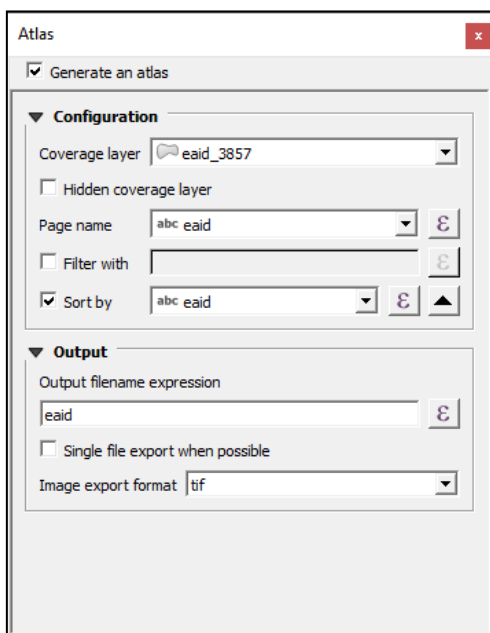 Atlas x
Generate an atlas
Configuration
Coverage layer eaid_3857
Hidden coverage layer
Page name abc eaid ε
Filter with ε
Sort by abc eaid ε
Output
Output filename expression
eaid ε
Single file export when possible
Image export format tif